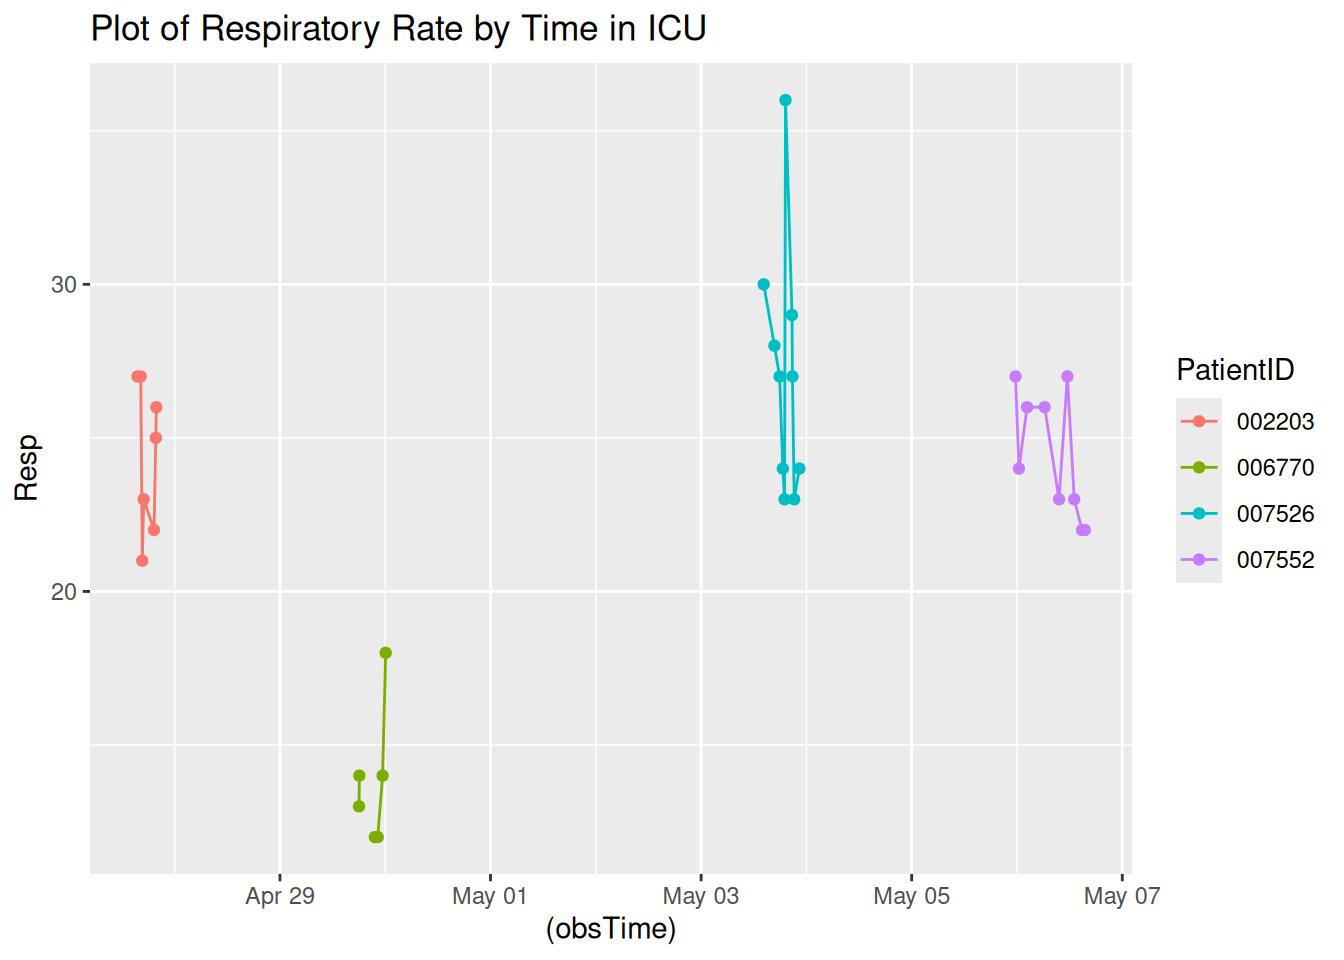 Plot of Respiratory Rate by Time in ICU
Resp
30
20
Apr 29
May 01
May 03
May 05
May 07
(obsTime)
PatientID
002203
006770
007526
007552